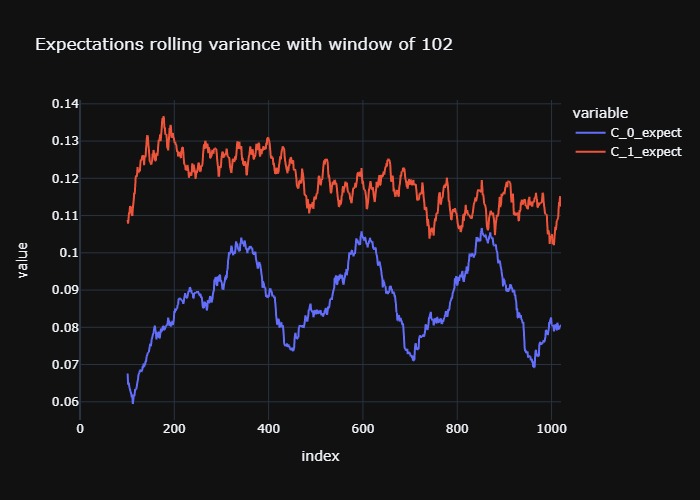 Expectations rolling variance with window of 102
variable
C_0_expect
C_1_expect
value
0.14
0.13
0.12
0.11
0.1
0.09
0.08
0.07
0.06
0
200
400
600
800
1000
index